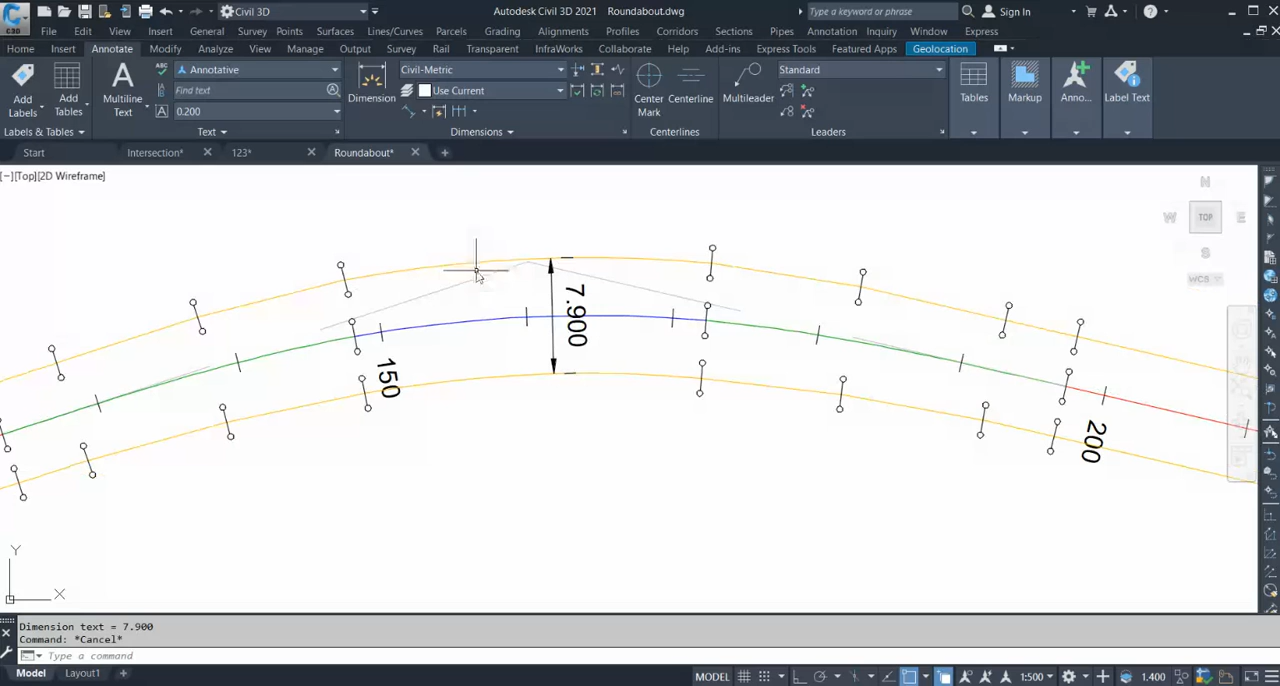 Civil 3D
Autodesk Civil 3D 2021 Roundabout.dwg
Type a keyword or phrase
Sign In
C3D
File Edit View Insert General Survey Points Surfaces Lines/Curves Parcels Grading Alignments Profiles Corridors Sections Pipes Annotation Inquiry Window Express
Home Insert Annotate Modify Analyze View Manage Output Survey Rail Transparent InfraWorks Collaborate Help Add-ins Express Tools Featured Apps Geolocation
Add Labels
Add Tables
Multiline Text
Annotative
Find text
0.200
Dimension
Civil-Metric
Use Current
Center Mark
Centerline
Multileader
Standard
Tables
Markup
Anno...
Label Text
Labels & Tables
Text
Dimensions
Centerlines
Leaders
Start Intersection* 123* Roundabout*
[−][Top][2D Wireframe]
N
W TOP E
S
WCS
7.900
150
200
Y
X
Dimension text = 7.900
Command: *Cancel*
Type a command
Model Layout1
MODEL
1:500
1.400